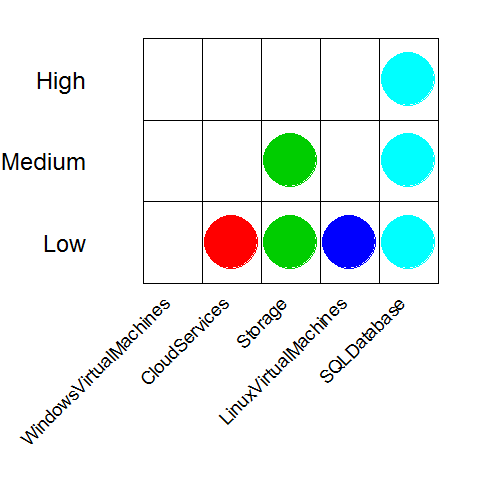 High
Medium
Low
WindowsVirtualMachines
CloudServices
Storage
LinuxVirtualMachines
SQLDatabase